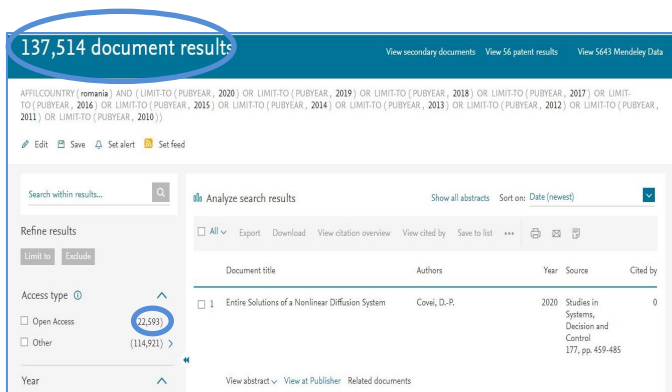 137,514 document results
View secondary documents View 56 patent results View 5643 Mendeley Data
AFFILCOUNTRY ( romania ) AND ( LIMIT-TO ( PUBYEAR , 2020 ) OR LIMIT-TO ( PUBYEAR , 2019 ) OR LIMIT-TO ( PUBYEAR , 2018 ) OR LIMIT-TO ( PUBYEAR , 2017 ) OR LIMIT-
TO ( PUBYEAR , 2016 ) OR LIMIT-TO ( PUBYEAR , 2015 ) OR LIMIT-TO ( PUBYEAR , 2014 ) OR LIMIT-TO ( PUBYEAR , 2013 ) OR LIMIT-TO ( PUBYEAR , 2012 ) OR LIMIT-TO ( PUBYEAR ,
2011 ) OR LIMIT-TO ( PUBYEAR , 2010 ) )
Edit Save Set alert Set feed
Search within results...
Refine results
Limit to Exclude
Access type
Open Access (22,593)
Other (114,921)
Year
Analyze search results Show all abstracts Sort on: Date (newest)
All Export Download View citation overview View cited by Save to list
Document title Authors Year Source Cited by
1 Entire Solutions of a Nonlinear Diffusion System Covei, D.-P. 2020 Studies in 0
Systems,
Decision and
Control
177, pp. 459-485
View abstract View at Publisher Related documents